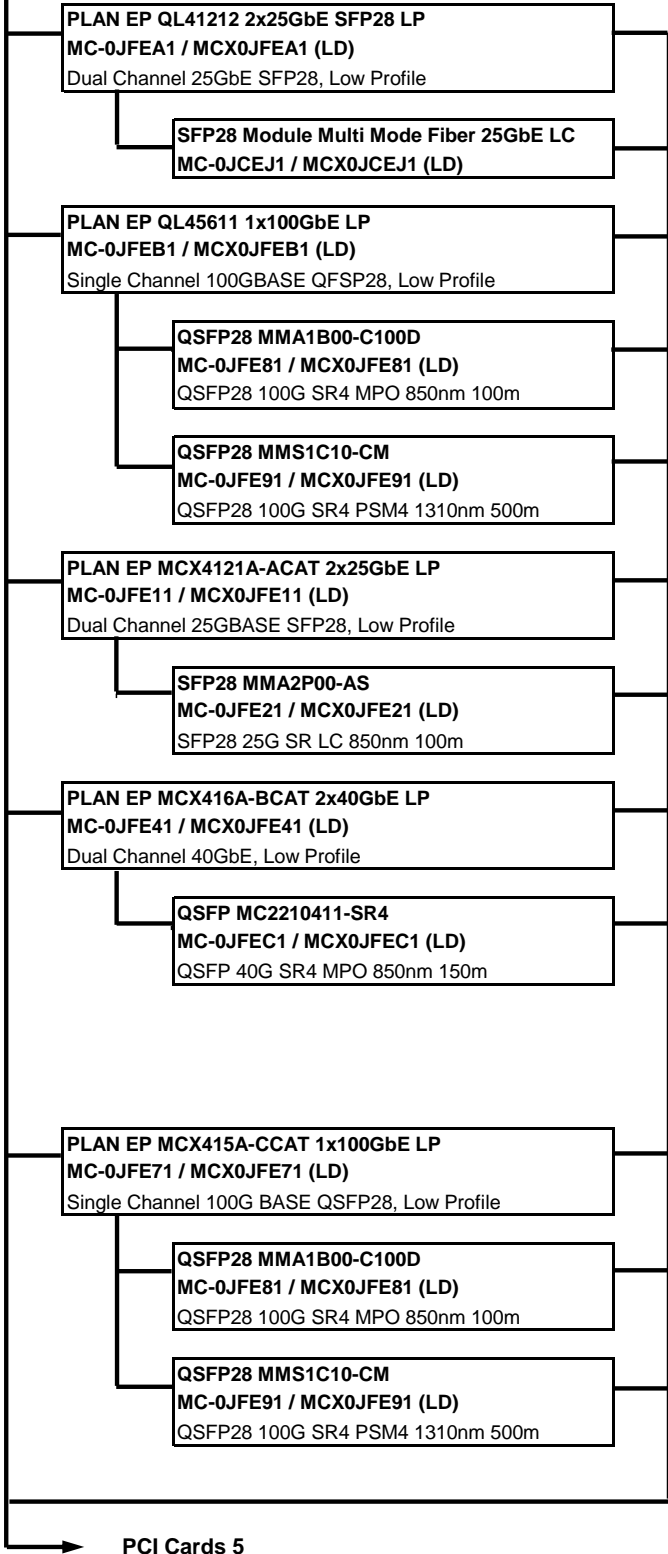 PLAN EP QL41212 2x25GbE SFP28 LP
MC-0JFEA1 / MCX0JFEA1 (LD)
Dual Channel 25GbE SFP28, Low Profile
SFP28 Module Multi Mode Fiber 25GbE LC
MC-0JCEJ1 / MCX0JCEJ1 (LD)
PLAN EP QL45611 1x100GbE LP
MC-0JFEB1 / MCX0JFEB1 (LD)
Single Channel 100GBASE QFSP28, Low Profile
QSFP28 MMA1B00-C100D
MC-0JFE81 / MCX0JFE81 (LD)
QSFP28 100G SR4 MPO 850nm 100m
QSFP28 MMS1C10-CM
MC-0JFE91 / MCX0JFE91 (LD)
QSFP28 100G SR4 PSM4 1310nm 500m
PLAN EP MCX4121A-ACAT 2x25GbE LP
MC-0JFE11 / MCX0JFE11 (LD)
Dual Channel 25GBASE SFP28, Low Profile
SFP28 MMA2P00-AS
MC-0JFE21 / MCX0JFE21 (LD)
SFP28 25G SR LC 850nm 100m
PLAN EP MCX416A-BCAT 2x40GbE LP
MC-0JFE41 / MCX0JFE41 (LD)
Dual Channel 40GbE, Low Profile
QSFP MC2210411-SR4
MC-0JFEC1 / MCX0JFEC1 (LD)
QSFP 40G SR4 MPO 850nm 150m
PLAN EP MCX415A-CCAT 1x100GbE LP
MC-0JFE71 / MCX0JFE71 (LD)
Single Channel 100G BASE QSFP28, Low Profile
QSFP28 MMA1B00-C100D
MC-0JFE81 / MCX0JFE81 (LD)
QSFP28 100G SR4 MPO 850nm 100m
QSFP28 MMS1C10-CM
MC-0JFE91 / MCX0JFE91 (LD)
QSFP28 100G SR4 PSM4 1310nm 500m
PCI Cards 5